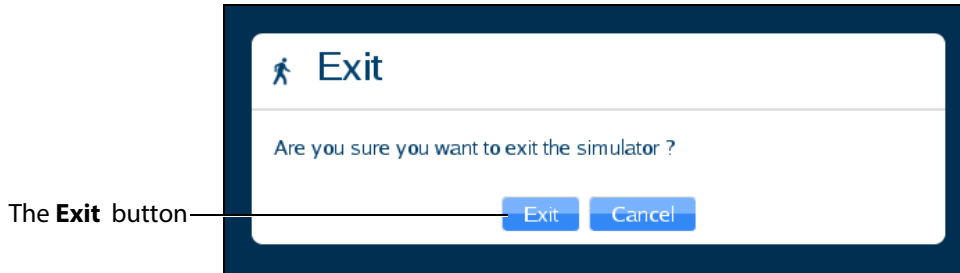 Exit
Are you sure you want to exit the simulator ?
The Exit button
Exit Cancel